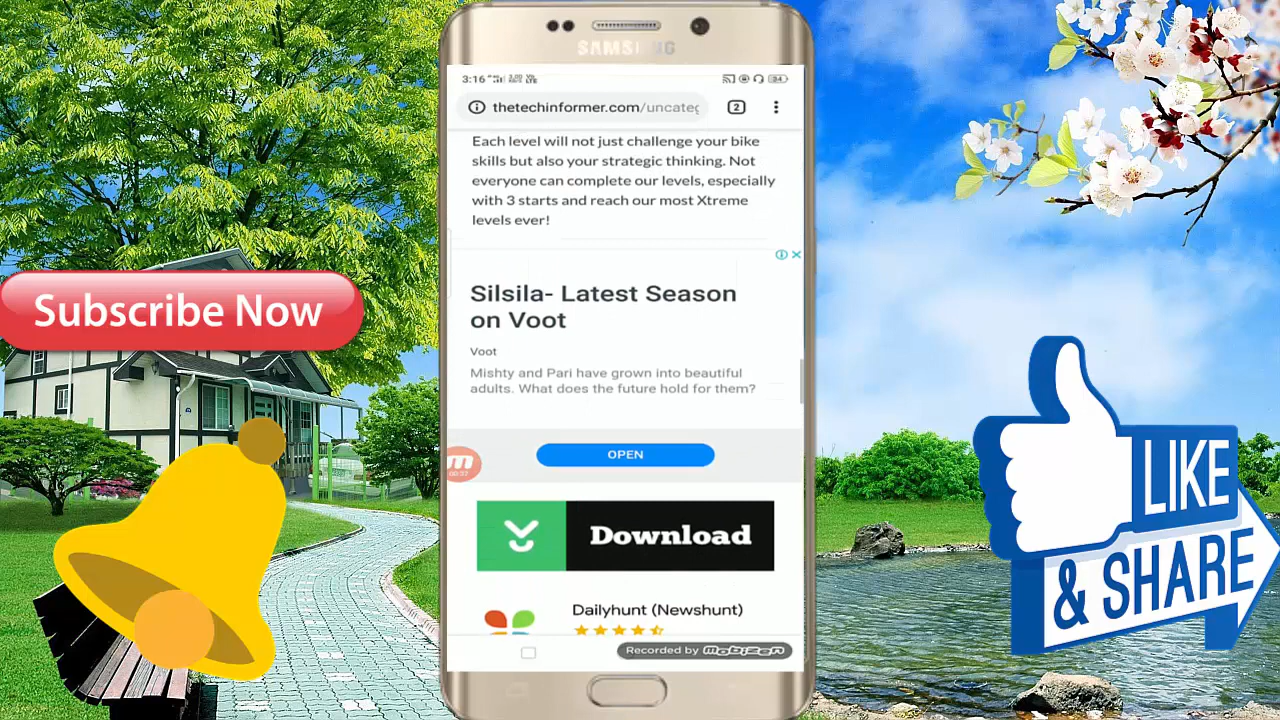 SAMSUNG
3:16
thetechinformer.com/uncateg
2
Each level will not just challenge your bike
skills but also your strategic thinking. Not
everyone can complete our levels, especially
with 3 starts and reach our most Xtreme
levels ever!
Silsila- Latest Season
on Voot
Voot
Mishty and Pari have grown into beautiful
adults. What does the future hold for them?
OPEN
Download
Dailyhunt (Newshunt)
Recorded by mobizen
Subscribe Now
LIKE
& SHARE